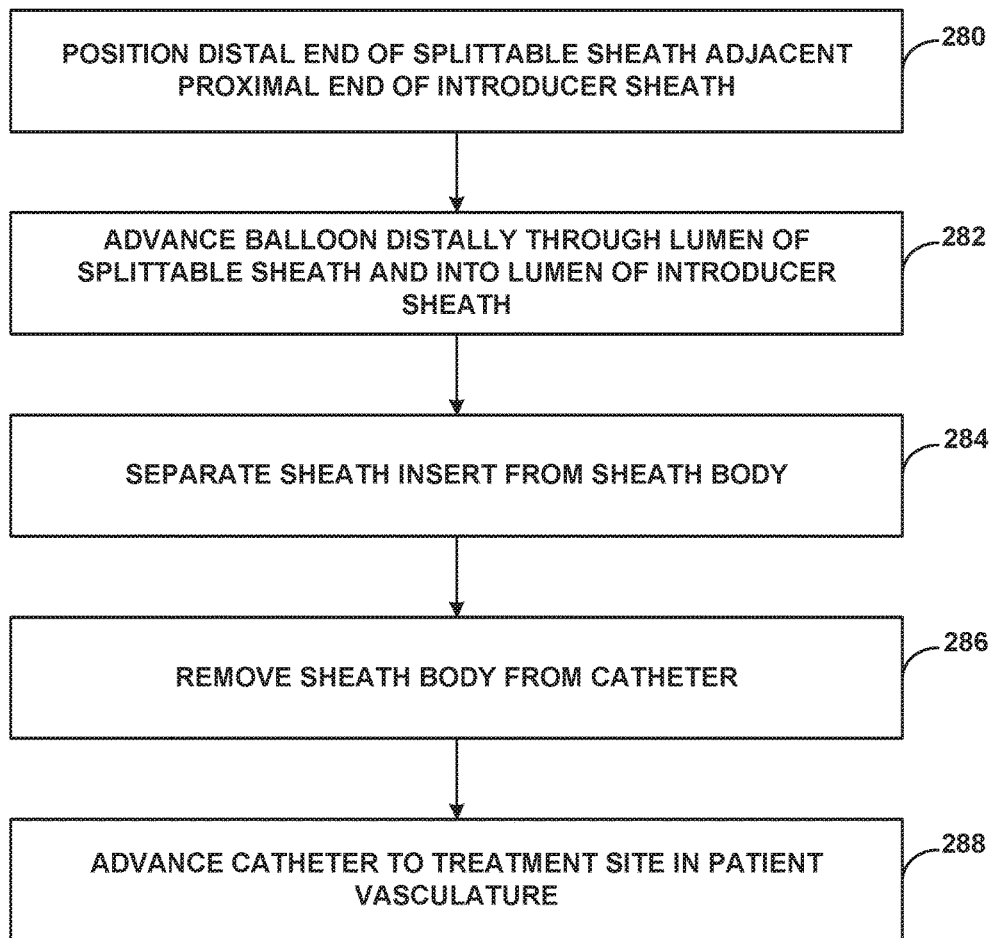 POSITION DISTAL END OF SPLITTABLE SHEATH ADJACENT
PROXIMAL END OF INTRODUCER SHEATH
280
ADVANCE BALLOON DISTALLY THROUGH LUMEN OF
SPLITTABLE SHEATH AND INTO LUMEN OF INTRODUCER
SHEATH
282
SEPARATE SHEATH INSERT FROM SHEATH BODY
284
REMOVE SHEATH BODY FROM CATHETER
286
ADVANCE CATHETER TO TREATMENT SITE IN PATIENT
VASCULATURE
288